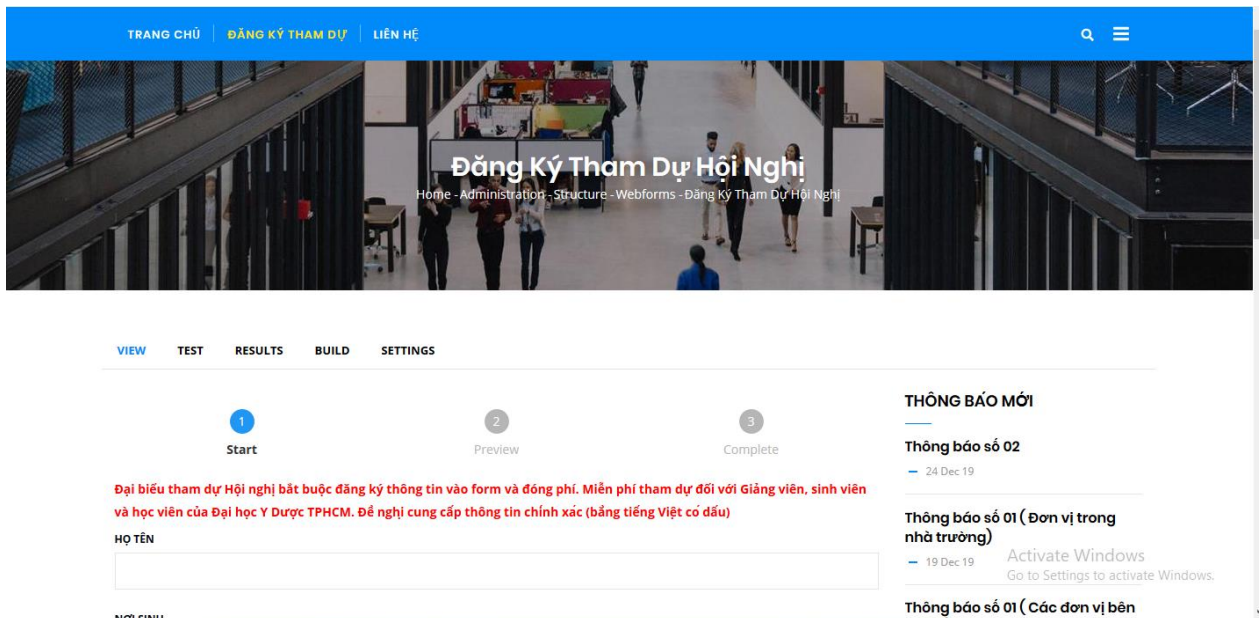 TRANG CHỦ
ĐĂNG KÝ THAM DỰ
LIÊN HỆ
Đăng Ký Tham Dự Hội Nghị
Home - Administration - Structure - Webforms - Đăng Ký Tham Dự Hội Nghị
VIEW TEST RESULTS BUILD SETTINGS
1 2 3
Start Preview Complete
Đại biểu tham dự Hội nghị bắt buộc đăng ký thông tin vào form và đóng phí. Miễn phí tham dự đối với Giảng viên, sinh viên
và học viên của Đại học Y Dược TPHCM. Đề nghị cung cấp thông tin chính xác (bằng tiếng Việt có dấu)
HỌ TÊN
THÔNG BÁO MỚI
Thông báo số 02
24 Dec 19
Thông báo số 01 ( Đơn vị trong
nhà trường)
19 Dec 19
Thông báo số 01 ( Các đơn vị bên
Activate Windows
Go to Settings to activate Windows.